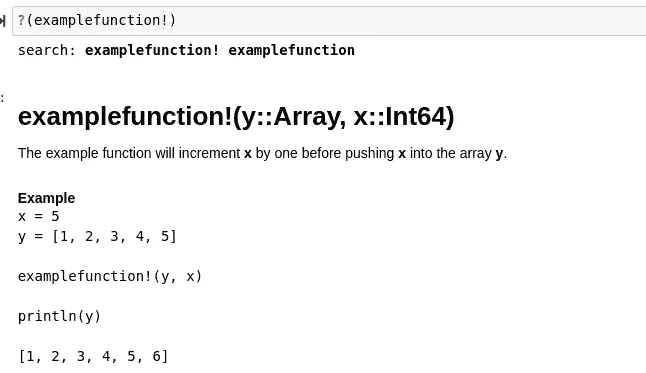 ?(examplefunction!)
search: examplefunction! examplefunction
:
examplefunction!(y::Array, x::Int64)
The example function will increment x by one before pushing x into the array y.
Example
x = 5
y = [1, 2, 3, 4, 5]
examplefunction!(y, x)
println(y)
[1, 2, 3, 4, 5, 6]